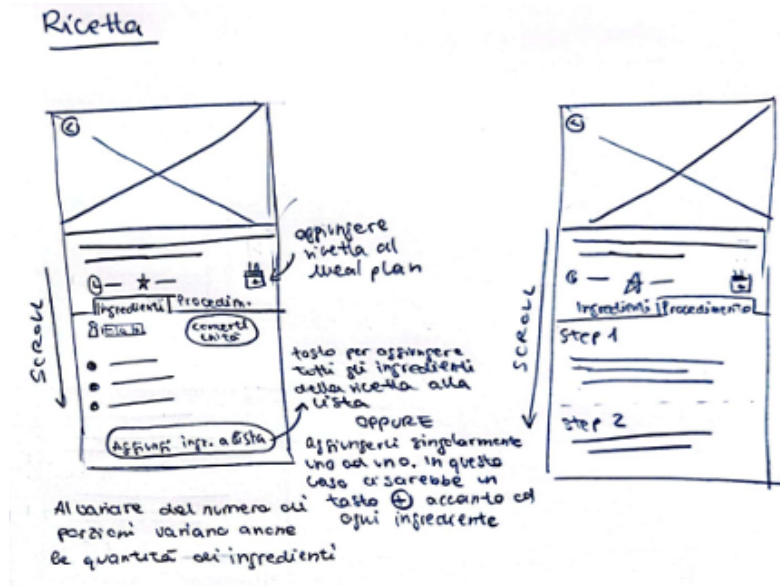 Ricetta
aggiungere
ricetta al
meal plan
Ingredienti Procedim.
converti
unità
SCROLL
Aggiungi ingr. a lista
tasto per aggiungere
tutti gli ingredienti
della ricetta alla
lista
OPPURE
aggiungerli singolarmente
uno ad uno. In questo
caso ci sarebbe un
tasto + accanto ad
ogni ingrediente
Al variare del numero di
porzioni variano anche
le quantità dei ingredienti
SCROLL
Ingredienti Procedimento
Step 1
Step 2